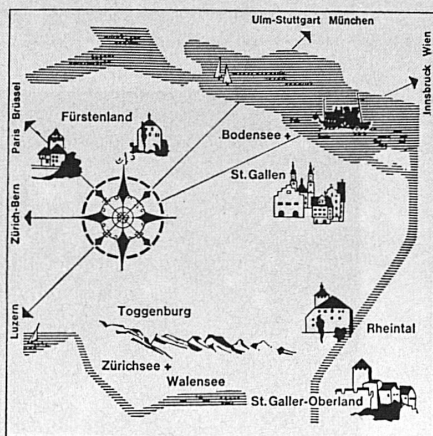 Ulm-Stuttgart München
Innsbruck Wien
Paris Brüssel
Fürstenland
Bodensee +
St.Gallen
Zürich-Bern
Luzern
Toggenburg
Rheintal
Zürichsee +
Walensee
St.Galler-Oberland